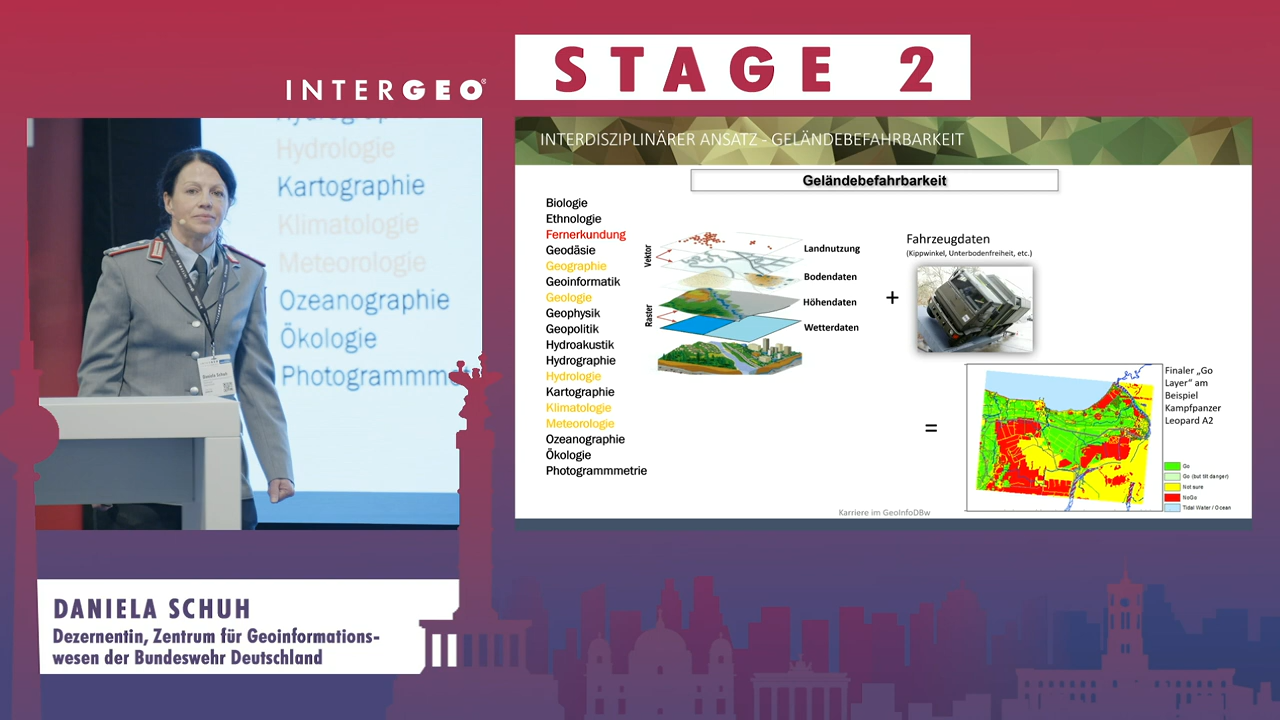 STAGE 2
INTERGEO®
Hydrologie
Kartographie
Klimatologie
Meteorologie
Ozeanographie
Ökologie
Daniela Schuh
INTERDISZIPLINÄRER ANSATZ - GELÄNDEBEFAHRBARKEIT
Geländebefahrbarkeit
Biologie
Ethnologie
Fernerkundung
Geodäsie
Geographie
Geoinformatik
Geologie
Geophysik
Geopolitik
Hydroakustik
Hydrographie
Hydrologie
Kartographie
Klimatologie
Meteorologie
Ozeanographie
Ökologie
Photogrammmetrie
Vektor
Raster
Landnutzung
Bodendaten
Höhendaten
Wetterdaten
+
Fahrzeugdaten
(Kippwinkel, Unterbodenfreiheit, etc.)
=
Finaler „Go
Layer" am
Beispiel
Kampfpanzer
Leopard A2
Go
Go (but tilt danger)
Not sure
NoGo
Tidal Water / Ocean
Karriere im GeoInfoDBw
DANIELA SCHUH
Dezernentin, Zentrum für Geoinformations-
wesen der Bundeswehr Deutschland